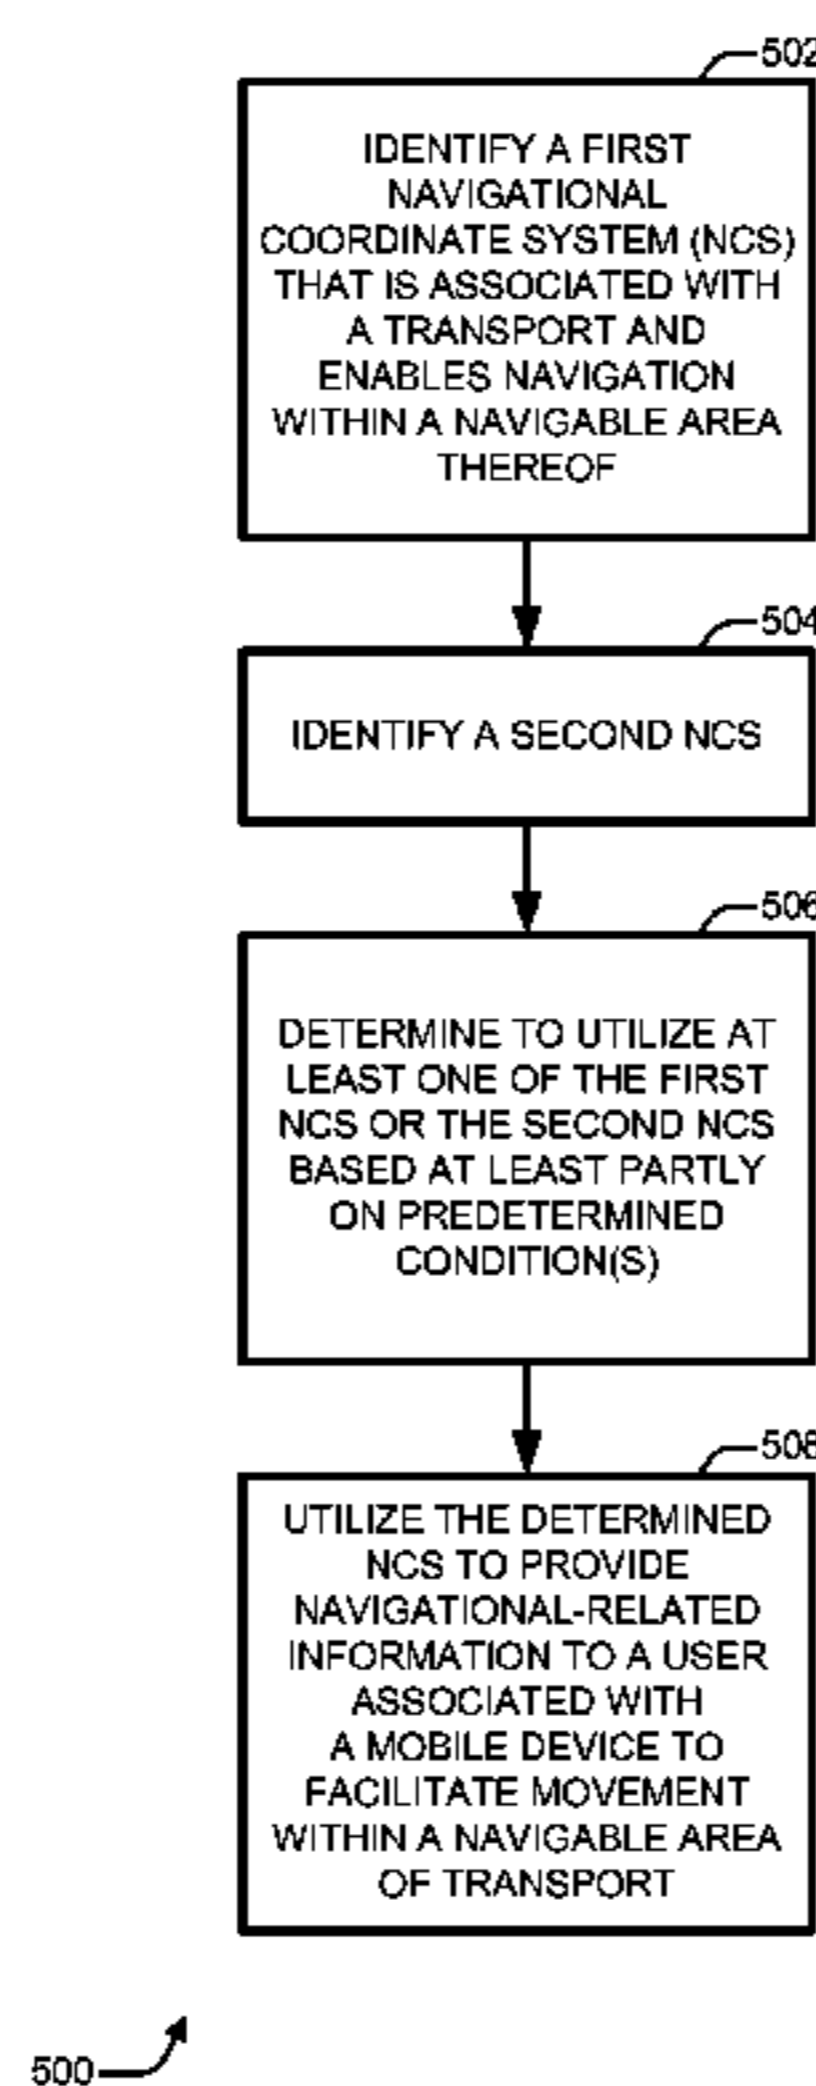 502
IDENTIFY A FIRST
NAVIGATIONAL
COORDINATE SYSTEM (NCS)
THAT IS ASSOCIATED WITH
A TRANSPORT AND
ENABLES NAVIGATION
WITHIN A NAVIGABLE AREA
THEREOF
504
IDENTIFY A SECOND NCS
506
DETERMINE TO UTILIZE AT
LEAST ONE OF THE FIRST
NCS OR THE SECOND NCS
BASED AT LEAST PARTLY
ON PREDETERMINED
CONDITION(S)
508
UTILIZE THE DETERMINED
NCS TO PROVIDE
NAVIGATIONAL-RELATED
INFORMATION TO A USER
ASSOCIATED WITH
A MOBILE DEVICE TO
FACILITATE MOVEMENT
WITHIN A NAVIGABLE AREA
OF TRANSPORT
500